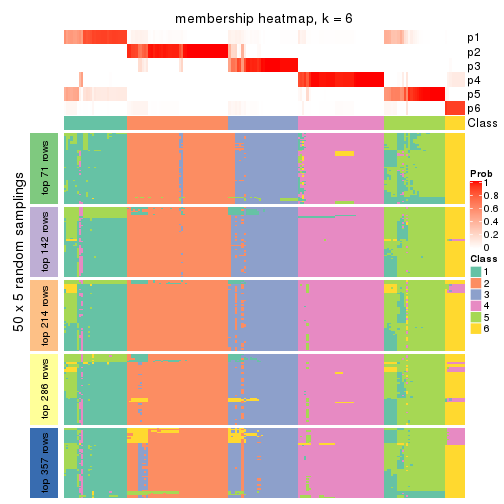 membership heatmap, k = 6
p1
p2
p3
p4
p5
p6
Class
50 x 5 random samplings
top 71 rows
top 142 rows
top 214 rows
top 286 rows
top 357 rows
Prob
1
0.8
0.6
0.4
0.2
0
Class
1
2
3
4
5
6